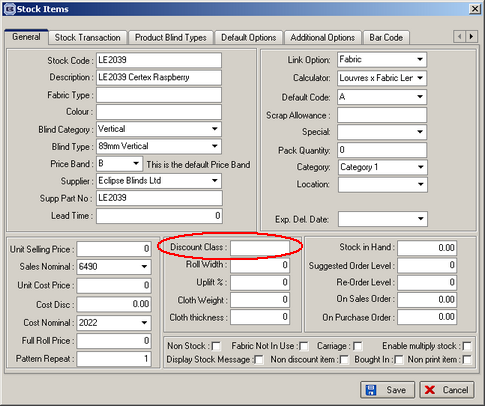 Stock Items
General Stock Transaction Product Blind Types Default Options Additional Options Bar Code
Stock Code : LE2039
Description : LE2039 Certex Raspberry
Fabric Type :
Colour :
Blind Category : Vertical
Blind Type : 89mm Vertical
Price Band : B This is the default Price Band
Supplier : Eclipse Blinds Ltd
Supp Part No : LE2039
Lead Time : 0
Link Option: Fabric
Calculator: Louvres x Fabric Ler
Default Code: A
Scrap Allowance :
Special:
Pack Quantity: 0
Category: Category 1
Location:
Exp. Del. Date:
Unit Selling Price : 0
Sales Nominal : 6490
Unit Cost Price : 0
Cost Disc : 0.00
Cost Nominal : 2022
Full Roll Price : 0
Pattern Repeat : 1
Discount Class :
Roll Width : 0
Uplift % : 0
Cloth Weight : 0
Cloth thickness : 0
Stock in Hand : 0.00
Suggested Order Level : 0.00
Re-Order Level : 0.00
On Sales Order : 0.00
On Purchase Order : 0.00
Non Stock : Fabric Not In Use : Carriage : Enable multiply stock :
Display Stock Message : Non discount item : Bought In : Non print item :
Save Cancel